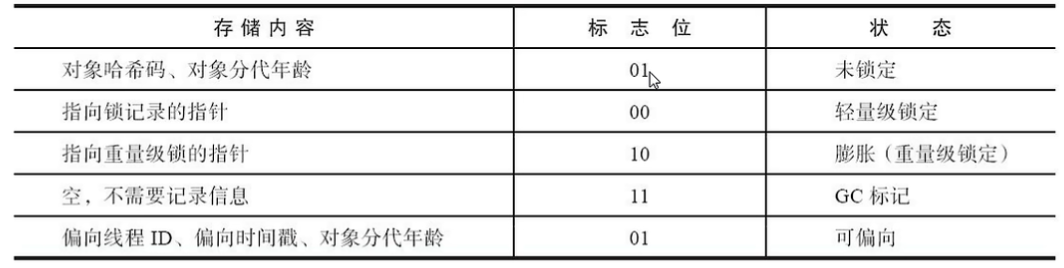 存储内容 标志位 状态
对象哈希码、对象分代年龄 01 未锁定
指向锁记录的指针 00 轻量级锁定
指向重量级锁的指针 10 膨胀（重量级锁定）
空，不需要记录信息 11 GC 标记
偏向线程 ID、偏向时间戳、对象分代年龄 01 可偏向